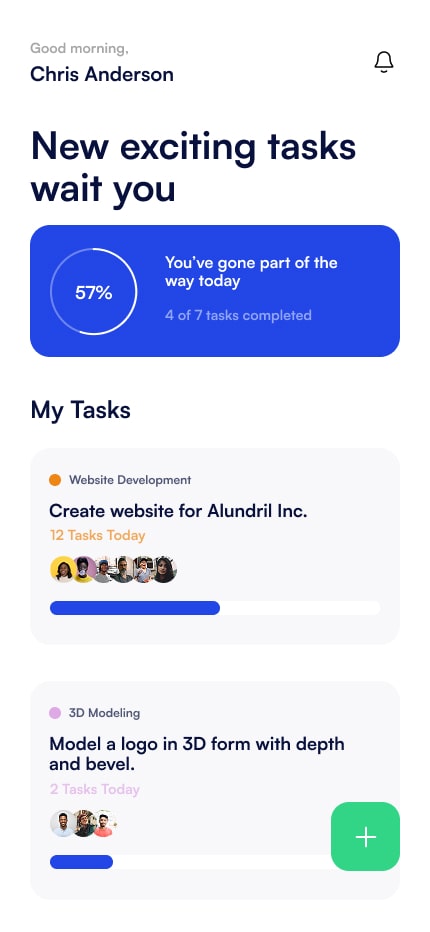 Good morning,
Chris Anderson
New exciting tasks
wait you
57%
You’ve gone part of the
way today
4 of 7 tasks completed
My Tasks
Website Development
Create website for Alundril Inc.
12 Tasks Today
3D Modeling
Model a logo in 3D form with depth
and bevel.
2 Tasks Today